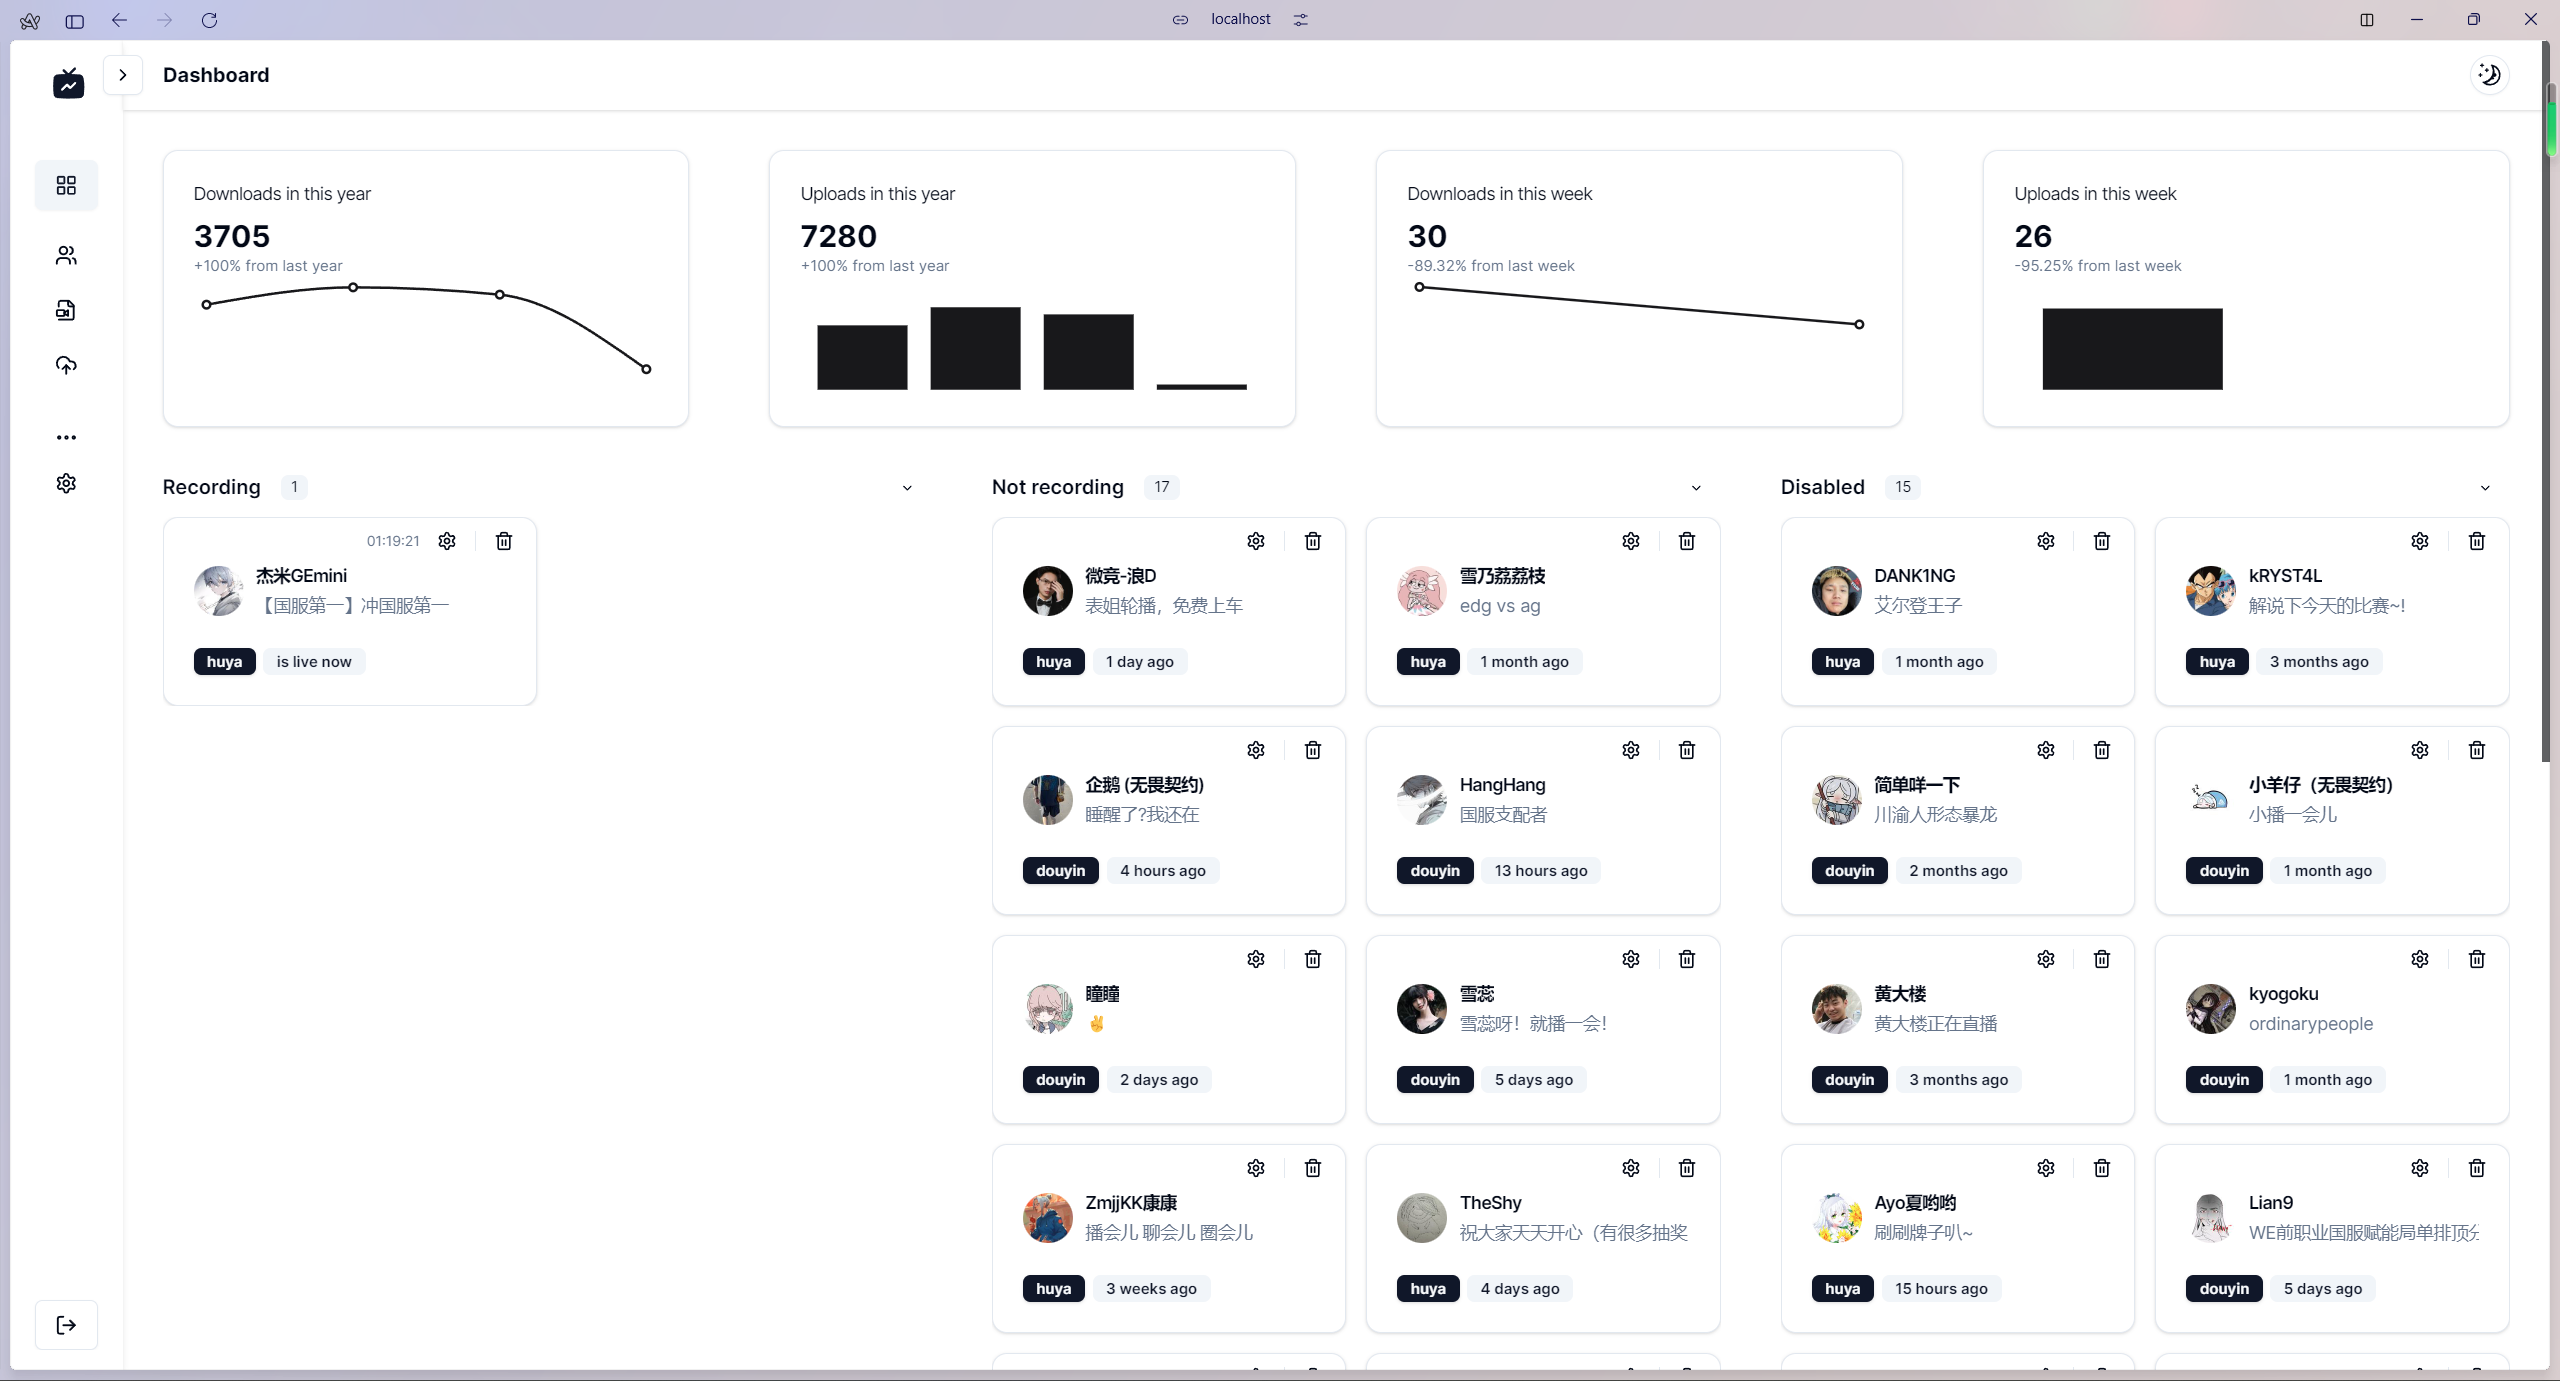 localhost
Dashboard
Downloads in this year
3705
+100% from last year
Uploads in this year
7280
+100% from last year
Downloads in this week
30
-89.32% from last week
Uploads in this week
26
-95.25% from last week
Recording 1
01:19:21
杰米GEmini
【国服第一】冲国服第一
huya is live now
Not recording 17
微竞-浪D
表姐轮播，免费上车
huya 1 day ago
雪乃荔荔枝
edg vs ag
huya 1 month ago
企鹅 (无畏契约)
睡醒了?我还在
douyin 4 hours ago
HangHang
国服支配者
douyin 13 hours ago
瞳瞳
✌
douyin 2 days ago
雪蕊
雪蕊呀！就播一会！
douyin 5 days ago
ZmjjKK康康
播会儿 聊会儿 圈会儿
huya 3 weeks ago
TheShy
祝大家天天开心（有很多抽奖
huya 4 days ago
Disabled 15
DANK1NG
艾尔登王子
huya 1 month ago
kRYST4L
解说下今天的比赛~!
huya 3 months ago
简单咩一下
川渝人形态暴龙
douyin 2 months ago
小羊仔（无畏契约）
小播一会儿
douyin 1 month ago
黄大楼
黄大楼正在直播
douyin 3 months ago
kyogoku
ordinarypeople
douyin 1 month ago
Ayo夏哟哟
刷刷牌子叭~
huya 15 hours ago
Lian9
WE前职业国服赋能局单排顶分
douyin 5 days ago